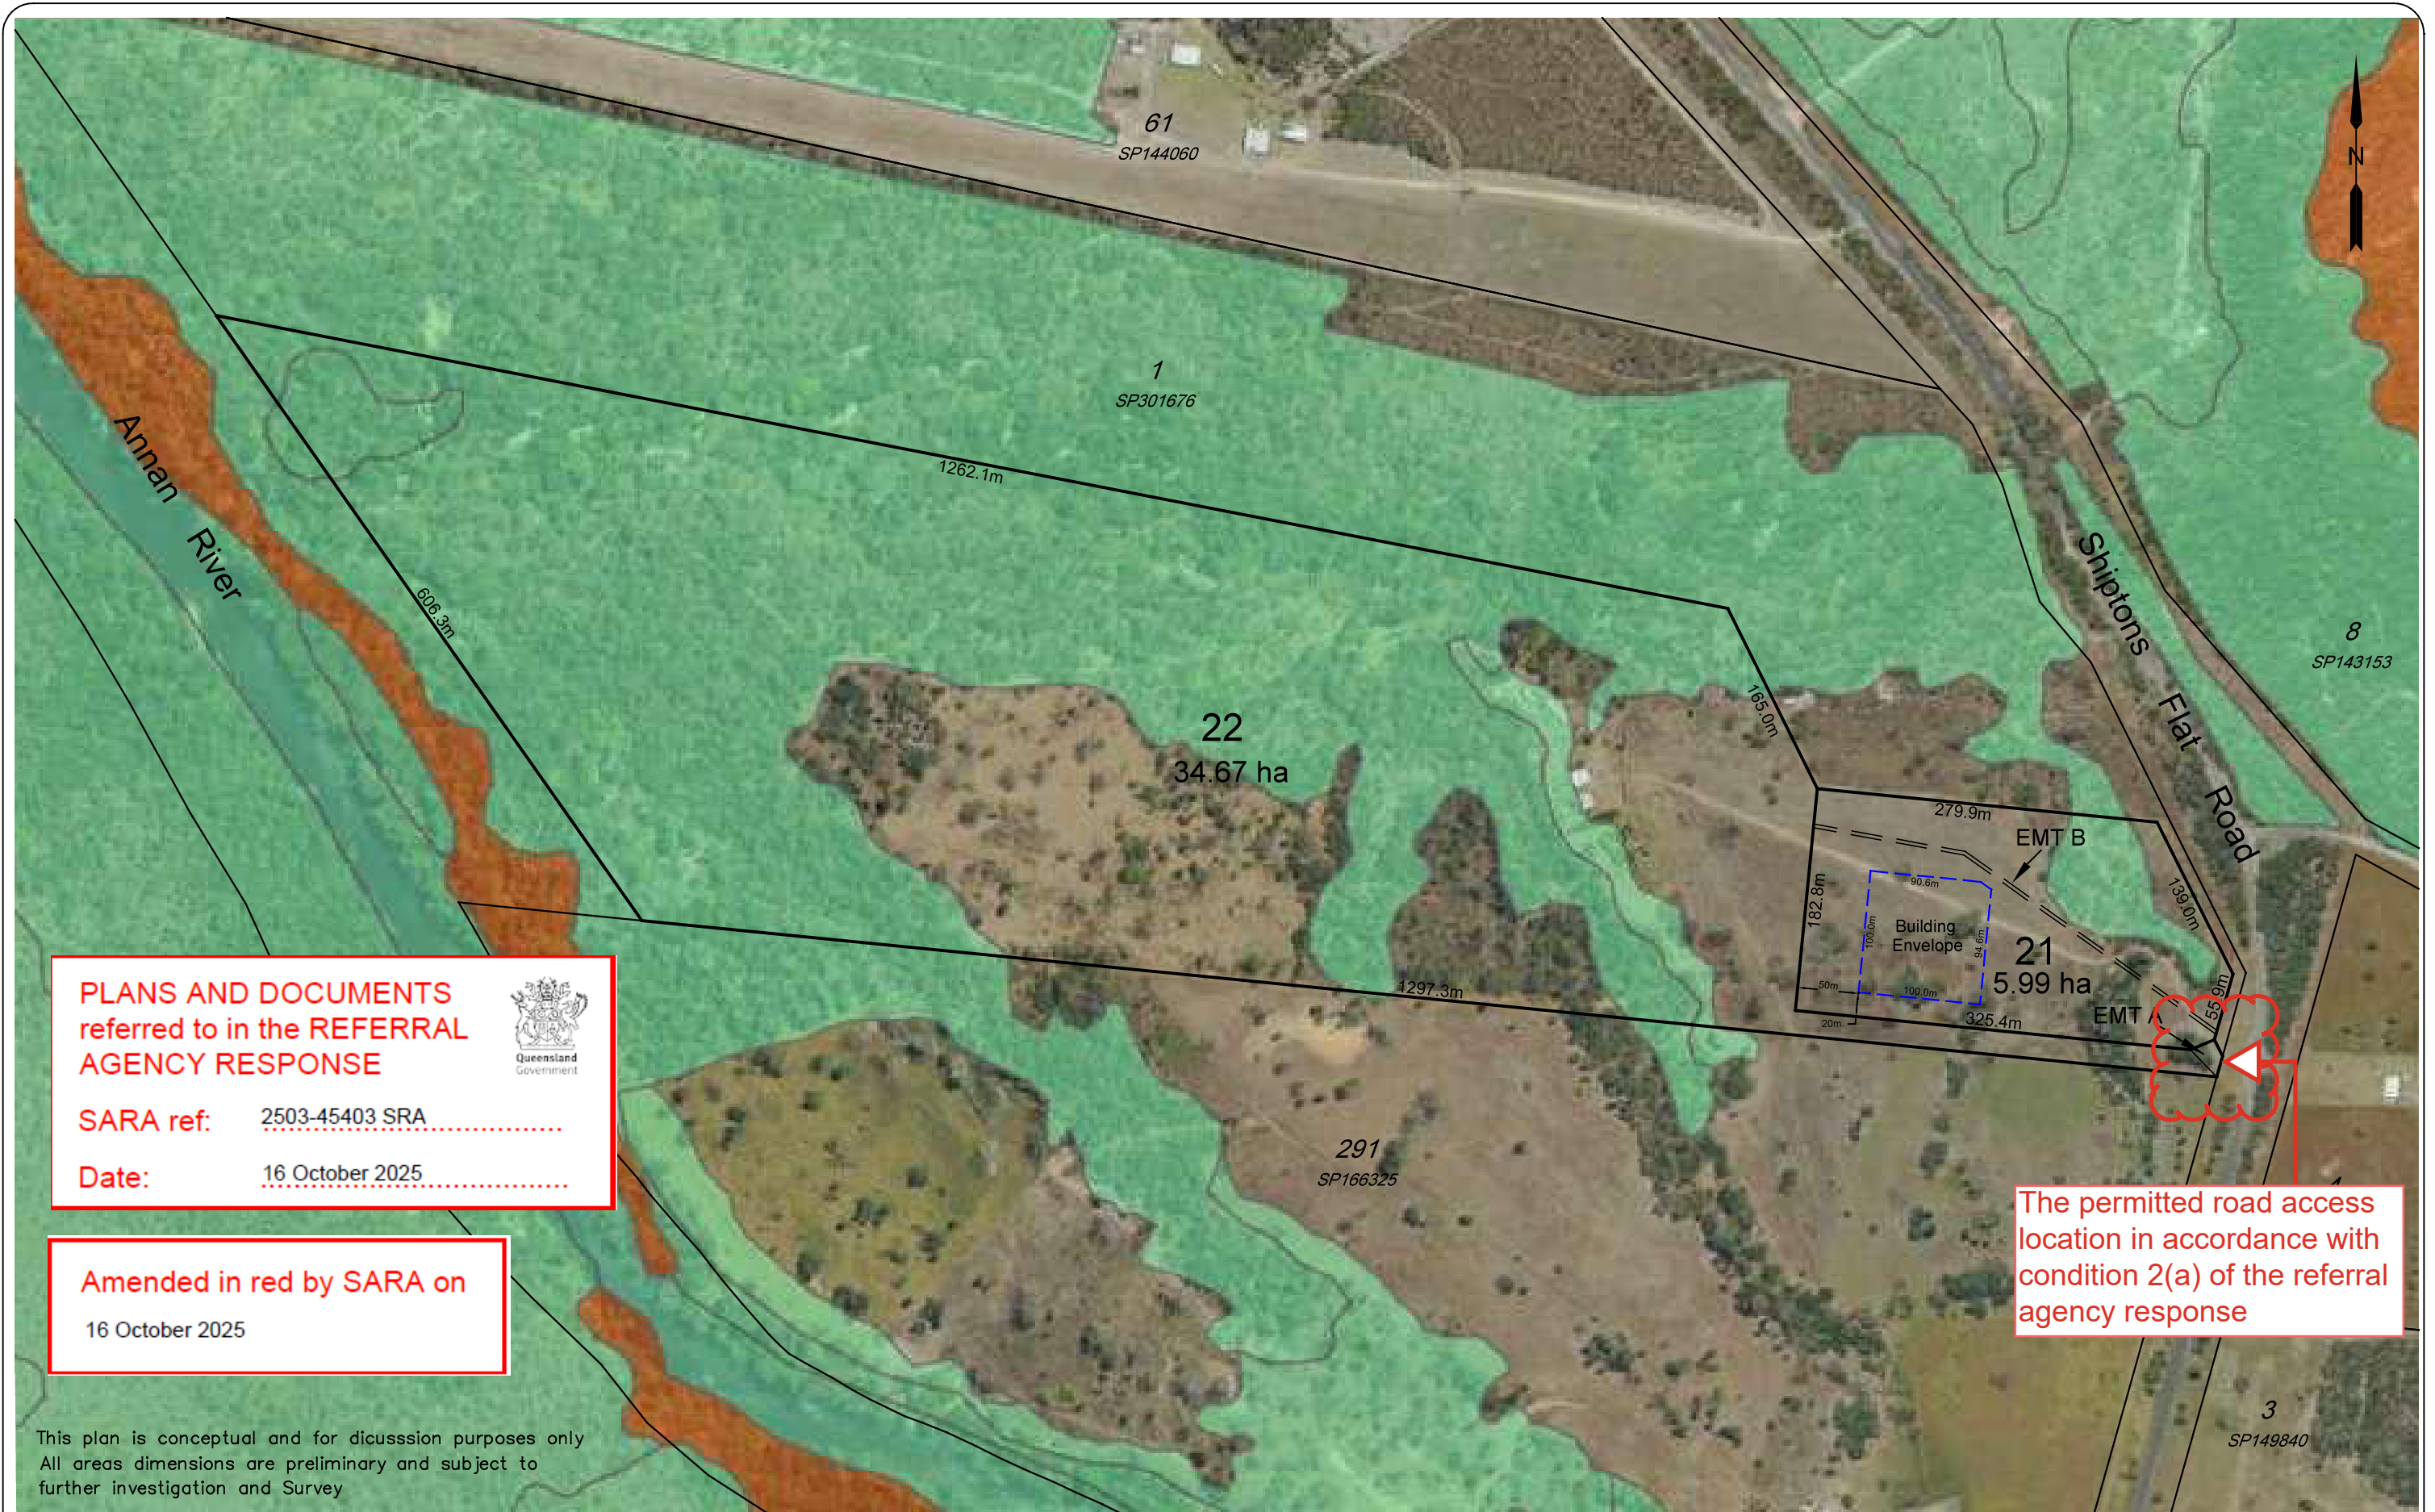 61
SP144060
N
1
SP301676
1262.1m
Annan
River
606.3m
Shiptons
Flat
Road
8
SP143153
165.0m
22
34.67 ha
279.9m
EMT B
182.8m
90.6m
139.0m
100.0m
Building
Envelope
94.6m
21
5.99 ha
50m
100.0m
55.9m
1297.3m
20m
325.4m
EMT A
PLANS AND DOCUMENTS
referred to in the REFERRAL
AGENCY RESPONSE
Queensland
Government
SARA ref: 2503-45403 SRA
Date: 16 October 2025
291
SP166325
The permitted road access
location in accordance with
condition 2(a) of the referral
agency response
Amended in red by SARA on
16 October 2025
3
SP149840
This plan is conceptual and for dicusssion purposes only
All areas dimensions are preliminary and subject to
further investigation and Survey